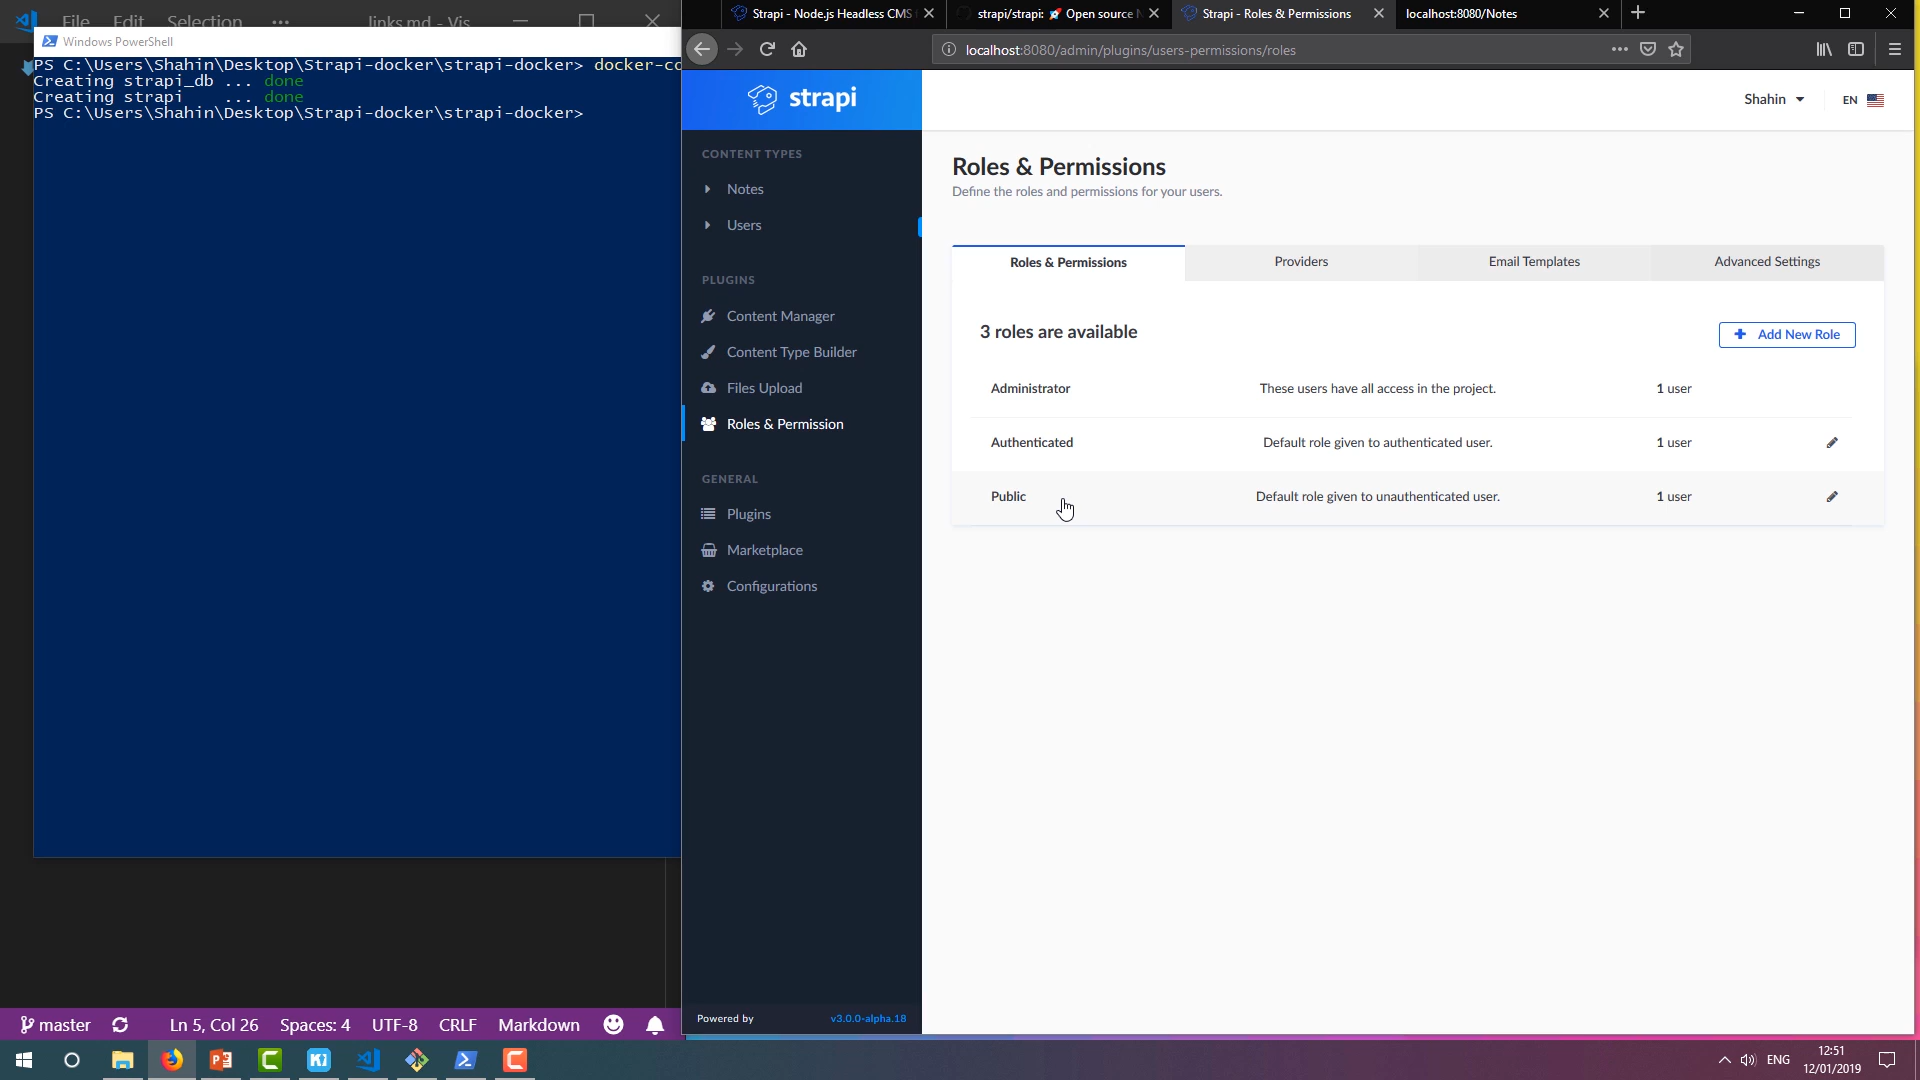 File Edit Selection ... links.md - Vis
Windows PowerShell
PS C:\Users\Shahin\Desktop\Strapi-docker\strapi-docker> docker-co
Creating strapi_db ... done
Creating strapi ... done
PS C:\Users\Shahin\Desktop\Strapi-docker\strapi-docker>
master Ln 5, Col 26 Spaces: 4 UTF-8 CRLF Markdown
Strapi - Node.js Headless CMS
strapi/strapi: 🚀 Open source
Strapi - Roles & Permissions
localhost:8080/Notes
localhost:8080/admin/plugins/users-permissions/roles
strapi
Shahin
EN
CONTENT TYPES
Notes
Users
PLUGINS
Content Manager
Content Type Builder
Files Upload
Roles & Permission
GENERAL
Plugins
Marketplace
Configurations
Powered by v3.0.0-alpha.18
Roles & Permissions
Define the roles and permissions for your users.
Roles & Permissions Providers Email Templates Advanced Settings
3 roles are available
+ Add New Role
Administrator These users have all access in the project. 1 user
Authenticated Default role given to authenticated user. 1 user
Public Default role given to unauthenticated user. 1 user
ENG
12:51
12/01/2019